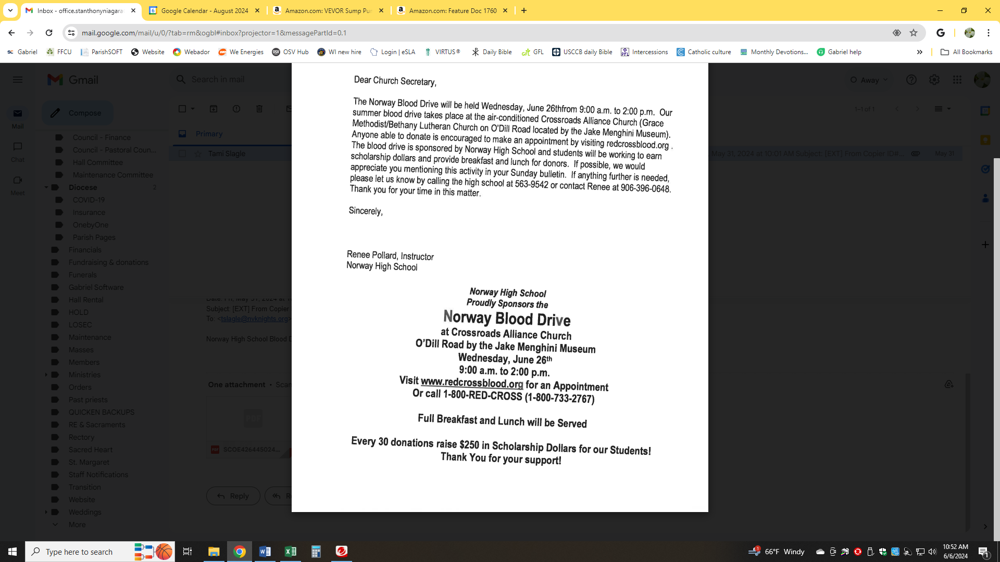 Inbox - office.stanthonyniagara
Google Calendar - August 2024
Amazon.com: VEVOR Sump Pur
Amazon.com: Feature Doc 1760
mail.google.com/mail/u/0/?tab=rm&ogbl#inbox?projector=1&messagePartId=0.1
Gabriel FFCU ParishSOFT Website Webador We Energies OSV Hub WI new hire Login | eSLA VIRTUS® Daily Bible GFL USCCB daily Bible Intercessions Catholic culture Monthly Devotions... Gabriel help » All Bookmarks
Gmail
Search in mail
Away
Compose
Mail
Chat
Meet
1–1 of 1
Primary
Tami Slagle
May 31, 2024 at 10:01 AM Subject: [EXT] From Copier ID#...
May 31
Council - Finance
Council - Pastoral Coun...
Hall Committee
Maintenance Committee
Diocese 2
COVID-19
Insurance
OnebyOne
Parish Pages
Financials
Fundraising & donations
Funerals
Gabriel Software
Hall Rental
HOLD
LOSEC
Maintenance
Masses
Members
Ministries
Orders
Past priests
QUICKEN BACKUPS
RE & Sacraments
Rectory
Sacred Heart
St. Margaret
Staff Notifications
Transition
Website
Weddings
More
Date: Fri, May 31, 2024 at 10
Subject: [EXT] From Copier
To: <tslagle@nvknights.org>
Norway High School Blood D
One attachment • Scan
PDF
PDF SCOE426445024...
Reply
Dear Church Secretary,
The Norway Blood Drive will be held Wednesday, June 26thfrom 9:00 a.m. to 2:00 p.m. Our
summer blood drive takes place at the air-conditioned Crossroads Alliance Church (Grace
Methodist/Bethany Lutheran Church on O'Dill Road located by the Jake Menghini Museum).
Anyone able to donate is encouraged to make an appointment by visiting redcrossblood.org .
The blood drive is sponsored by Norway High School and students will be working to earn
scholarship dollars and provide breakfast and lunch for donors. If possible, we would
appreciate you mentioning this activity in your Sunday bulletin. If anything further is needed,
please let us know by calling the high school at 563-9542 or contact Renee at 906-396-0648.
Thank you for your time in this matter.
Sincerely,
Renee Pollard, Instructor
Norway High School
Norway High School
Proudly Sponsors the
Norway Blood Drive
at Crossroads Alliance Church
O'Dill Road by the Jake Menghini Museum
Wednesday, June 26th
9:00 a.m. to 2:00 p.m.
Visit www.redcrossblood.org for an Appointment
Or call 1-800-RED-CROSS (1-800-733-2767)
Full Breakfast and Lunch will be Served
Every 30 donations raise $250 in Scholarship Dollars for our Students!
Thank You for your support!
Type here to search
66°F Windy
10:52 AM
6/6/2024